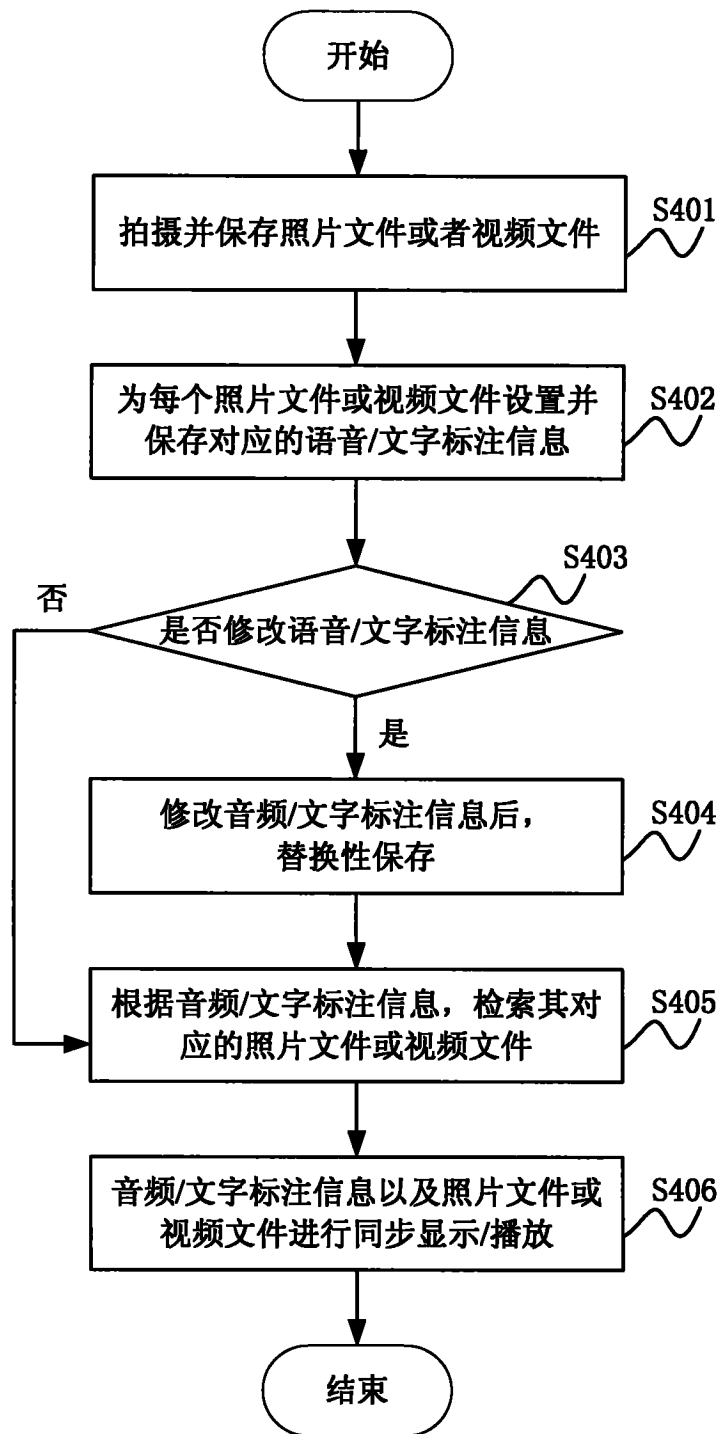 开始
拍摄并保存照片文件或者视频文件
S401
为每个照片文件或视频文件设置并
保存对应的语音/文字标注信息
S402
S403
否
是否修改语音/文字标注信息
是
修改音频/文字标注信息后，
替换性保存
S404
根据音频/文字标注信息，检索其对
应的照片文件或视频文件
S405
音频/文字标注信息以及照片文件或
视频文件进行同步显示/播放
S406
结束